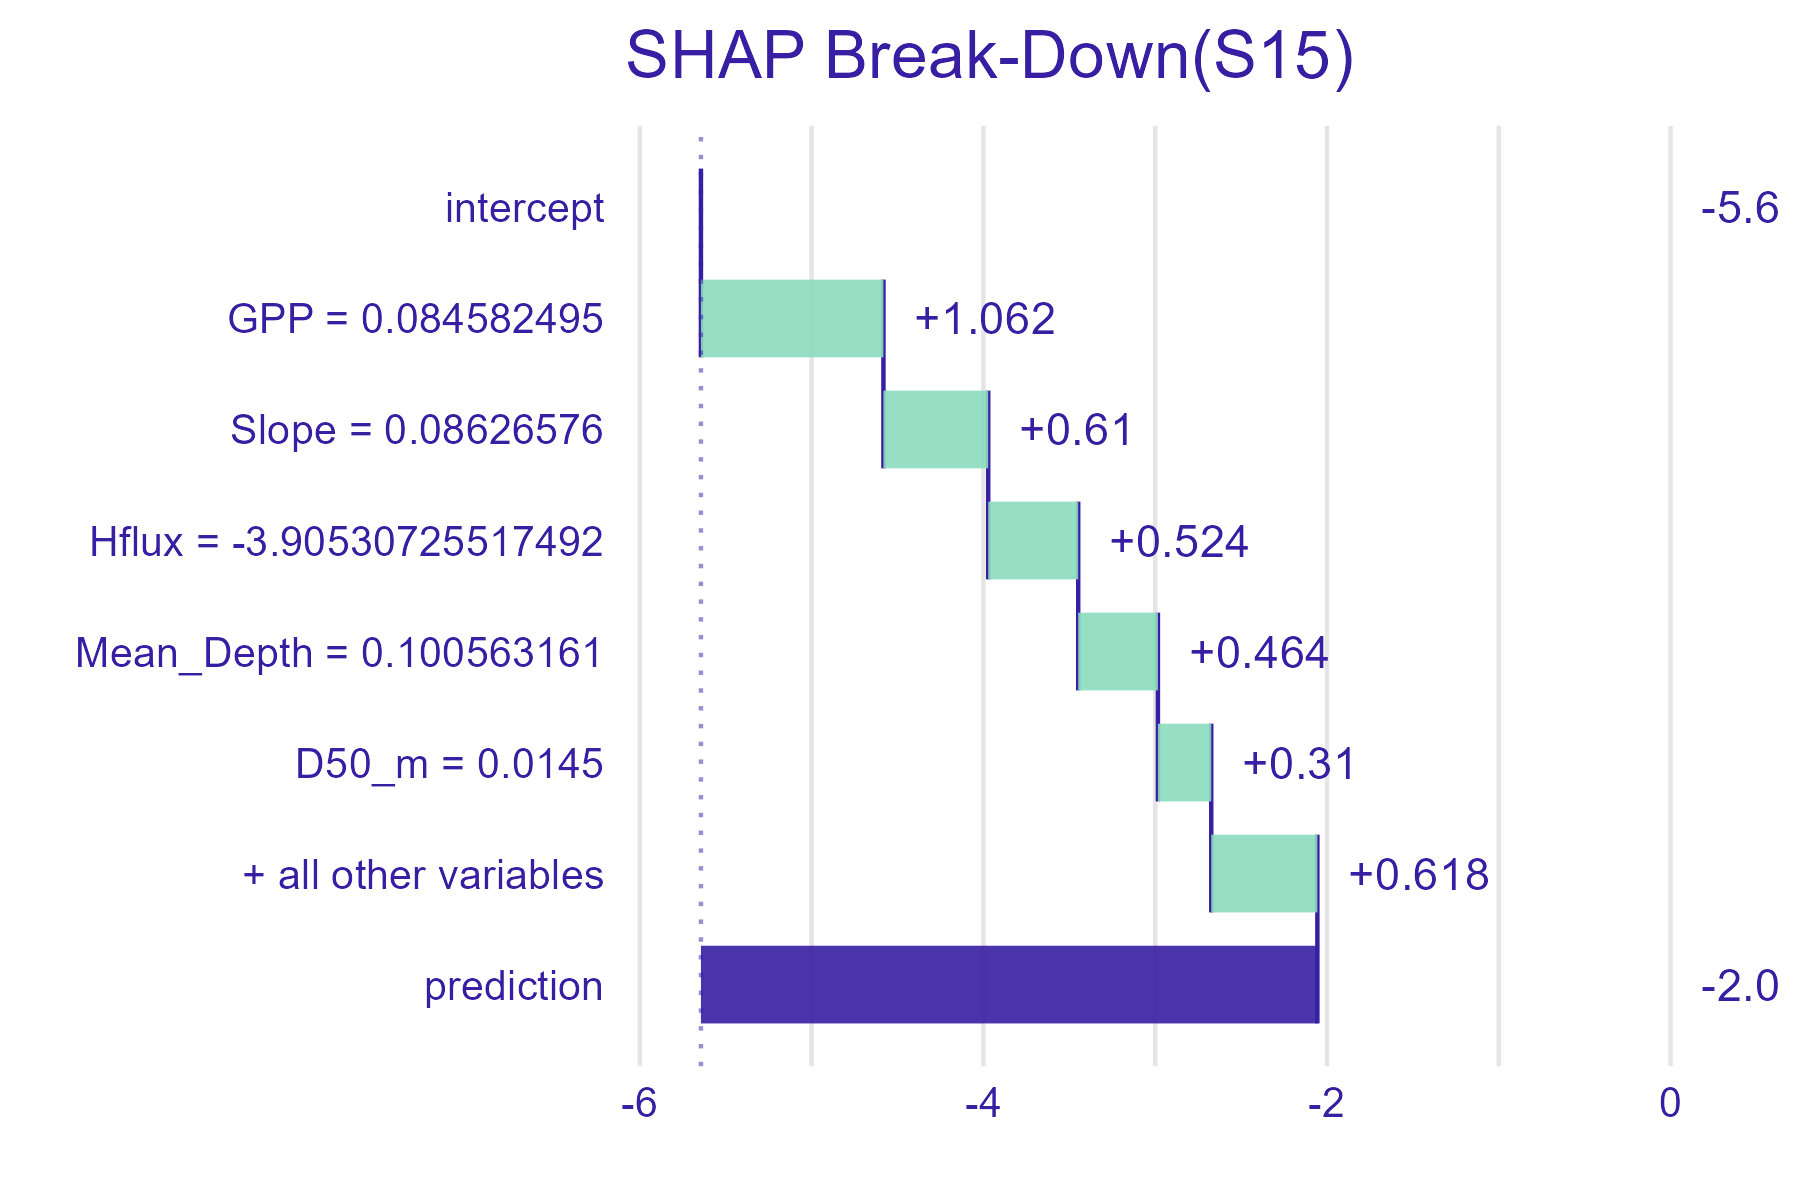 SHAP Break-Down(S15)
intercept -5.6
GPP = 0.084582495 +1.062
Slope = 0.08626576 +0.61
Hflux = -3.90530725517492 +0.524
Mean_Depth = 0.100563161 +0.464
D50_m = 0.0145 +0.31
+ all other variables +0.618
prediction -2.0
-6 -4 -2 0